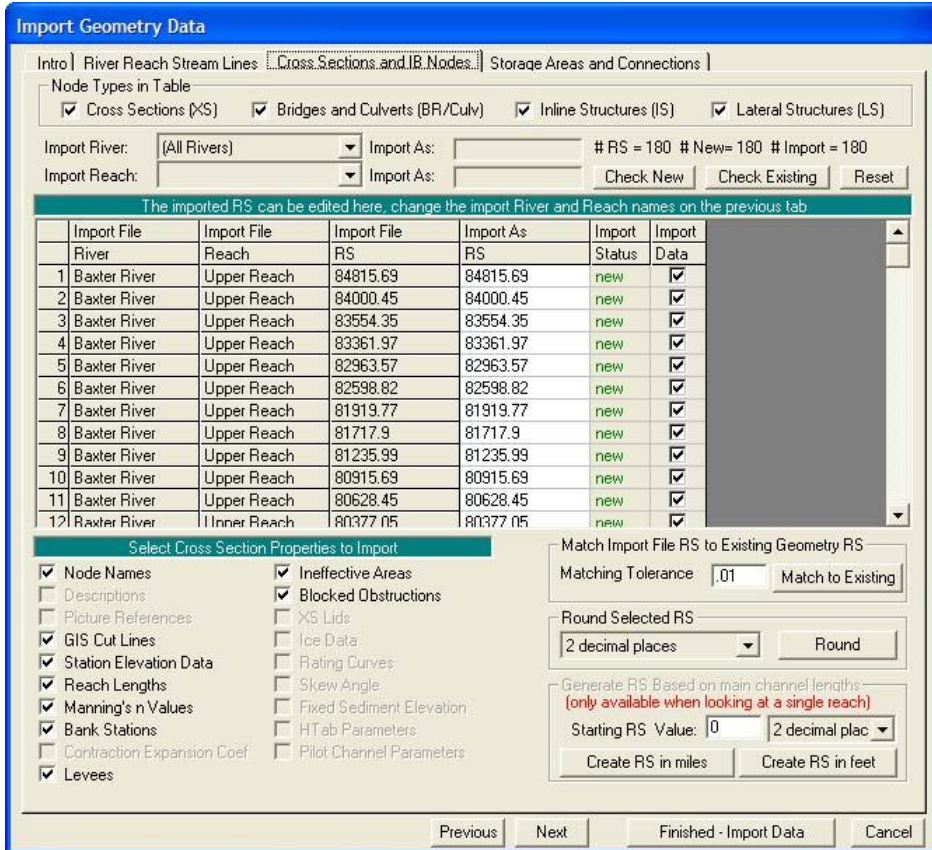 Import Geometry Data
Intro River Reach Stream Lines Cross Sections and IB Nodes Storage Areas and Connections
Node Types in Table
Cross Sections (XS) Bridges and Culverts (BR/Culv) Inline Structures (IS) Lateral Structures (LS)
Import River: (All Rivers) Import As: # RS = 180 # New= 180 # Import = 180
Import Reach: Import As: Check New Check Existing Reset
The imported RS can be edited here, change the import River and Reach names on the previous tab
Import File Import File Import File Import As Import Import
River Reach RS RS Status Data
1 Baxter River Upper Reach 84815.69 84815.69 new
2 Baxter River Upper Reach 84000.45 84000.45 new
3 Baxter River Upper Reach 83554.35 83554.35 new
4 Baxter River Upper Reach 83361.97 83361.97 new
5 Baxter River Upper Reach 82963.57 82963.57 new
6 Baxter River Upper Reach 82598.82 82598.82 new
7 Baxter River Upper Reach 81919.77 81919.77 new
8 Baxter River Upper Reach 81717.9 81717.9 new
9 Baxter River Upper Reach 81235.99 81235.99 new
10 Baxter River Upper Reach 80915.69 80915.69 new
11 Baxter River Upper Reach 80628.45 80628.45 new
12 Baxter River Upper Reach 80377.05 80377.05 new
Select Cross Section Properties to Import
Node Names Ineffective Areas
Descriptions Blocked Obstructions
Picture References XS Lids
GIS Cut Lines Ice Data
Station Elevation Data Rating Curves
Reach Lengths Skew Angle
Manning's n Values Fixed Sediment Elevation
Bank Stations HTab Parameters
Contraction Expansion Coef Pilot Channel Parameters
Levees
Match Import File RS to Existing Geometry RS
Matching Tolerance .01 Match to Existing
Round Selected RS
2 decimal places Round
Generate RS Based on main channel lengths
(only available when looking at a single reach)
Starting RS Value: 0 2 decimal plac
Create RS in miles Create RS in feet
Previous Next Finished - Import Data Cancel